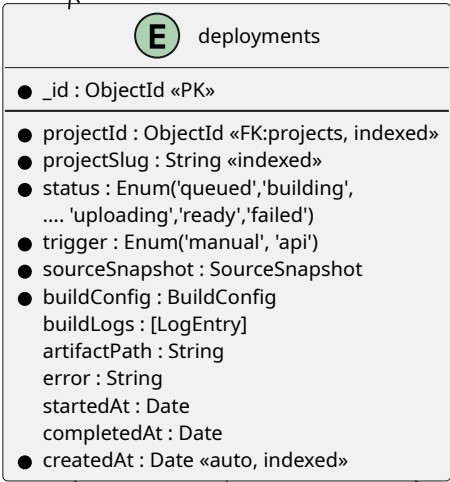 E deployments
_id : ObjectId «PK»
projectId : ObjectId «FK:projects, indexed»
projectSlug : String «indexed»
status : Enum('queued','building',
.... 'uploading','ready','failed')
trigger : Enum('manual', 'api')
sourceSnapshot : SourceSnapshot
buildConfig : BuildConfig
buildLogs : [LogEntry]
artifactPath : String
error : String
startedAt : Date
completedAt : Date
createdAt : Date «auto, indexed»